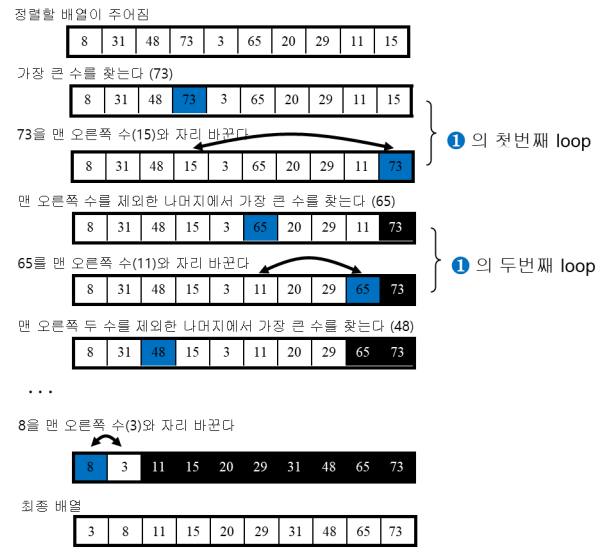 정렬할 배열이 주어짐
8 31 48 73 3 65 20 29 11 15
가장 큰 수를 찾는다 (73)
8 31 48 73 3 65 20 29 11 15
73을 맨 오른쪽 수(15)와 자리 바꾼다
❶ 의 첫번째 loop
8 31 48 15 3 65 20 29 11 73
맨 오른쪽 수를 제외한 나머지에서 가장 큰 수를 찾는다 (65)
8 31 48 15 3 65 20 29 11 73
65를 맨 오른쪽 수(11)와 자리 바꾼다
❶ 의 두번째 loop
8 31 48 15 3 11 20 29 65 73
맨 오른쪽 두 수를 제외한 나머지에서 가장 큰 수를 찾는다 (48)
8 31 48 15 3 11 20 29 65 73
...
8을 맨 오른쪽 수(3)와 자리 바꾼다
8 3 11 15 20 29 31 48 65 73
최종 배열
3 8 11 15 20 29 31 48 65 73